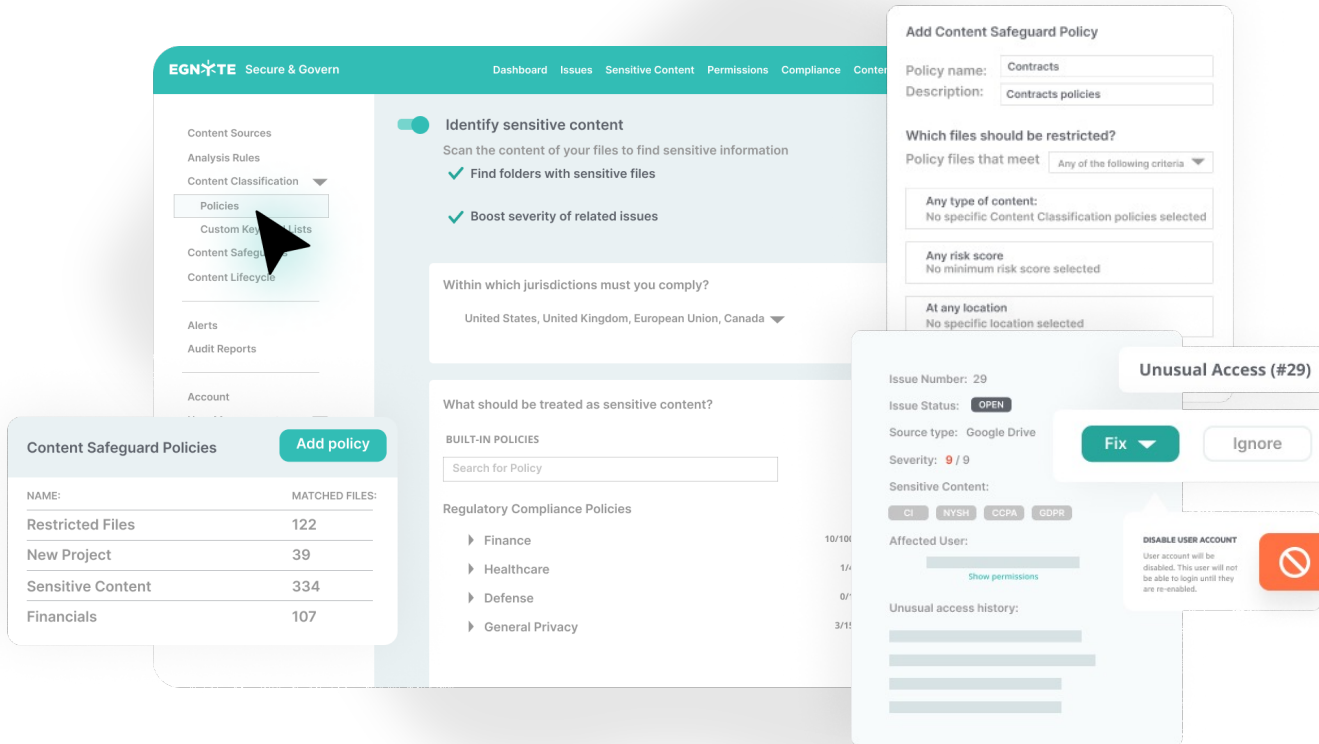 EGNYTE Secure & Govern
Dashboard Issues Sensitive Content Permissions Compliance
Content Sources
Analysis Rules
Content Classification
Policies
Custom Lists
Content
Content Lifecycle
Alerts
Audit Reports
Account
Identify sensitive content
Scan the content of your files to find sensitive information
Find folders with sensitive files
Boost severity of related issues
Within which jurisdictions must you comply?
United States, United Kingdom, European Union, Canada
What should be treated as sensitive content?
BUILT-IN POLICIES
Search for Policy
Regulatory Compliance Policies
Finance
Healthcare
Defense
General Privacy
Content Safeguard Policies
Add policy
NAME: MATCHED FILES:
Restricted Files 122
New Project 39
Sensitive Content 334
Financials 107
Add Content Safeguard Policy
Policy name: Contracts
Description: Contracts policies
Which files should be restricted?
Policy files that meet Any of the following criteria
Any type of content:
No specific Content Classification policies selected
Any risk score
No minimum risk score selected
At any location
No specific location selected
Issue Number: 29
Issue Status: OPEN
Source type: Google Drive
Severity: 9 / 9
Sensitive Content:
CI NYSH CCPA GDPR
Affected User:
Show permissions
Unusual access history:
Unusual Access (#29)
Fix Ignore
DISABLE USER ACCOUNT
User account will be
disabled. This user will not
be able to login until they
are re-enabled.